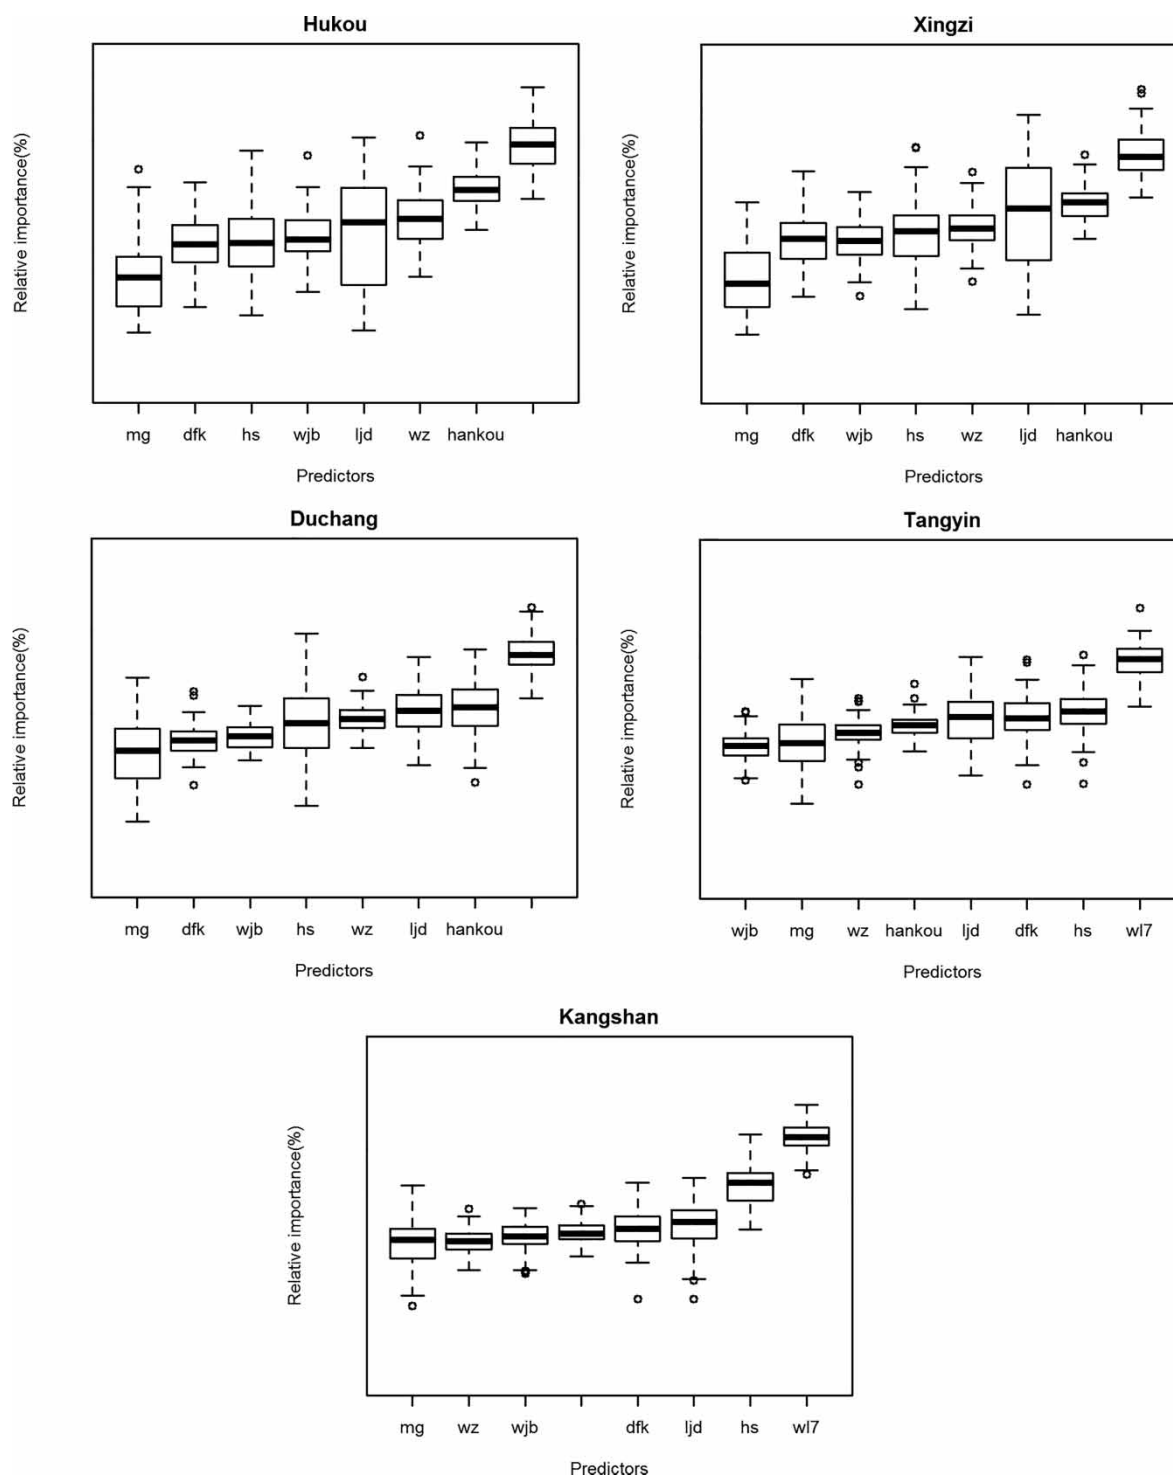 Hukou
Relative importance(%)
mg dfk hs wjb ljd wz hankou
Predictors
Xingzi
Relative importance(%)
mg dfk wjb hs wz ljd hankou
Predictors
Duchang
Relative importance(%)
mg dfk wjb hs wz ljd hankou
Predictors
Tangyin
Relative importance(%)
wjb mg wz hankou ljd dfk hs wl7
Predictors
Kangshan
Relative importance(%)
mg wz wjb dfk ljd hs wl7
Predictors